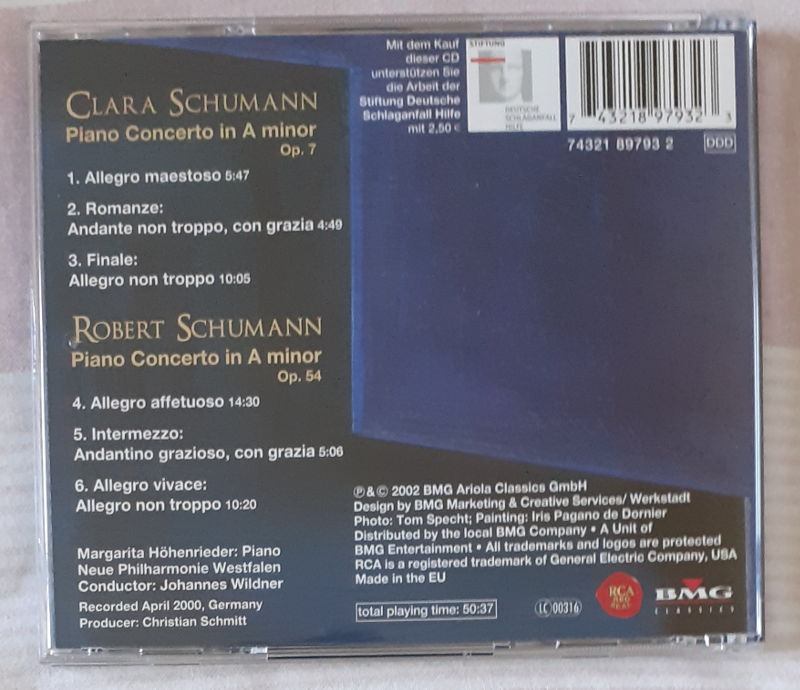 CLARA SCHUMANN
Piano Concerto in A minor
Op. 7
1. Allegro maestoso 5:47
2. Romanze:
Andante non troppo, con grazia 4:49
3. Finale:
Allegro non troppo 10:05
ROBERT SCHUMANN
Piano Concerto in A minor
Op. 54
4. Allegro affetuoso 14:30
5. Intermezzo:
Andantino grazioso, con grazia 5:06
6. Allegro vivace:
Allegro non troppo 10:20
Margarita Höhenrieder: Piano
Neue Philharmonie Westfalen
Conductor: Johannes Wildner
Recorded April 2000, Germany
Producer: Christian Schmitt
Mit dem Kauf
dieser CD
unterstützen Sie
die Arbeit der
Stiftung Deutsche
Schlaganfall Hilfe
mit 2,50 €
STIFTUNG
DEUTSCHE
SCHLAGANFALL
HILFE
7 43218 97932 3
74321 89793 2 DDD
℗ & © 2002 BMG Ariola Classics GmbH
Design by BMG Marketing & Creative Services/ Werkstadt
Photo: Tom Specht; Painting: Iris Pagano de Dornier
Distributed by the local BMG Company • A Unit of
BMG Entertainment • All trademarks and logos are protected
RCA is a registered trademark of General Electric Company, USA
Made in the EU
total playing time: 50:37
LC 00316
RCA
RED
SEAL
BMG
CLASSICS